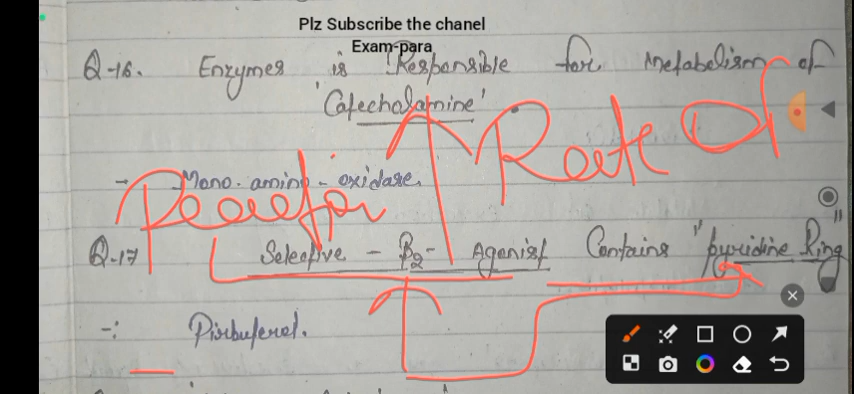 Plz Subscribe the chanel
Exam-para
Q-16. Enzymes is Responsible for Metabolism of
'Catecholamine'
↑ Rate Of
→ Mono. amino - oxidase.
Reaction
Q-17 Selective - β2- Agonist Contains "pyridine Ring"
-: Pirbuterol.